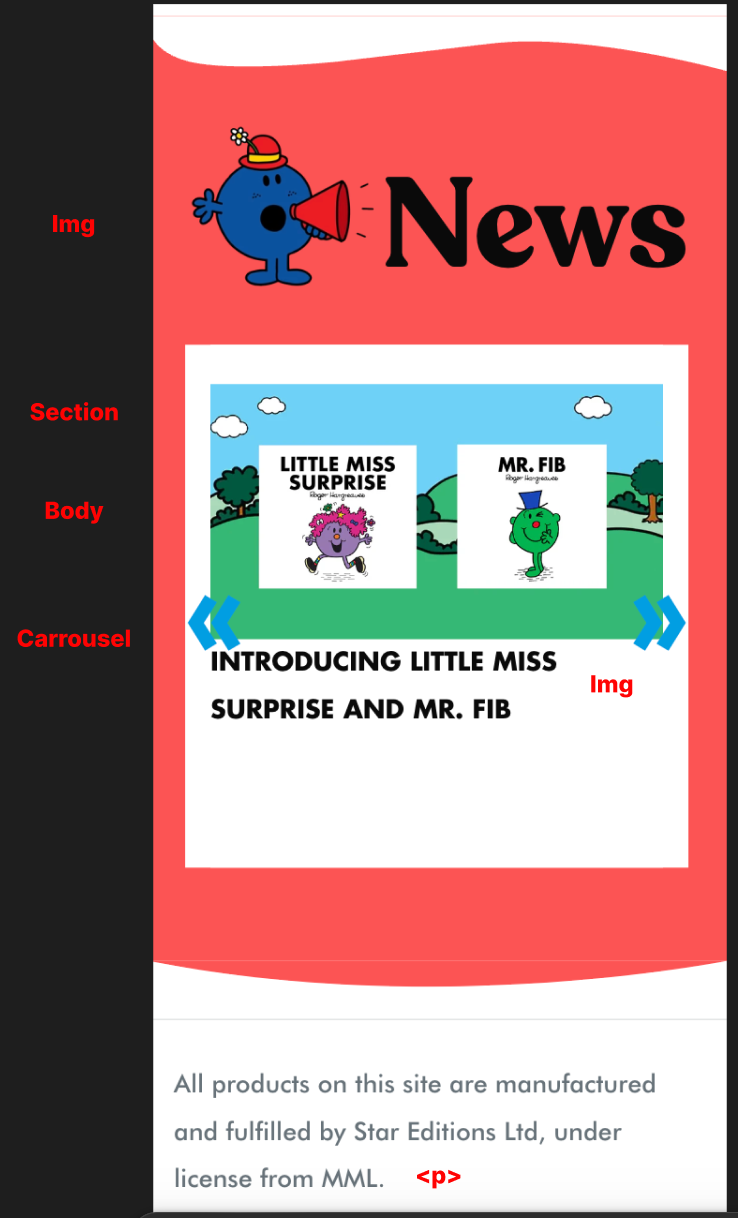 Img
News
Section
LITTLE MISS
SURPRISE
Roger Hargreaves
MR. FIB
Roger Hargreaves
Body
Carrousel
INTRODUCING LITTLE MISS
Img
SURPRISE AND MR. FIB
All products on this site are manufactured
and fulfilled by Star Editions Ltd, under
license from MML.
<p>